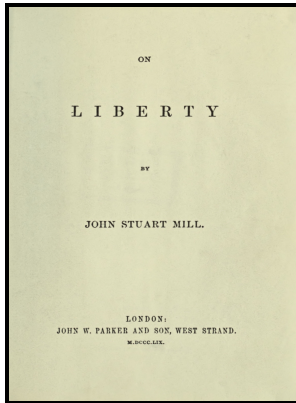 ON
LIBERTY
BY
JOHN STUART MILL.
LONDON:
JOHN W. PARKER AND SON, WEST STRAND.
M.DCCC.LIX.